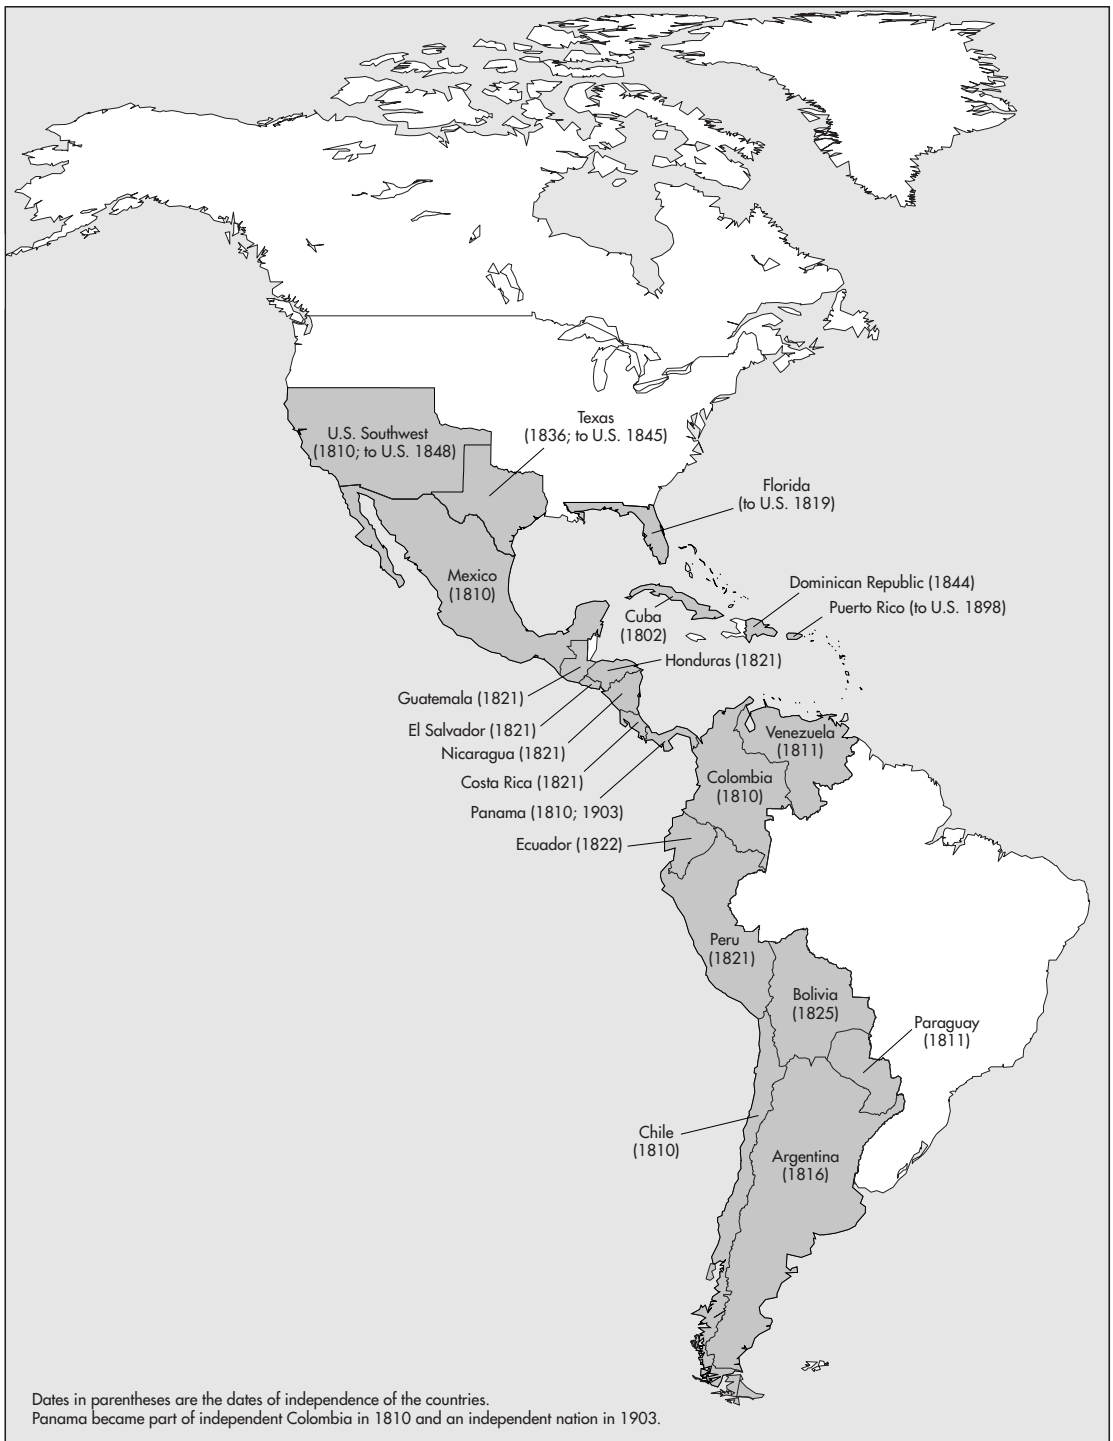 Texas
(1836; to U.S. 1845)
U.S. Southwest
(1810; to U.S. 1848)
Florida
(to U.S. 1819)
Mexico
(1810)
Dominican Republic (1844)
Puerto Rico (to U.S. 1898)
Cuba
(1802)
Honduras (1821)
Guatemala (1821)
El Salvador (1821)
Nicaragua (1821)
Costa Rica (1821)
Panama (1810; 1903)
Ecuador (1822)
Venezuela
(1811)
Colombia
(1810)
Peru
(1821)
Bolivia
(1825)
Paraguay
(1811)
Chile
(1810)
Argentina
(1816)
Dates in parentheses are the dates of independence of the countries.
Panama became part of independent Colombia in 1810 and an independent nation in 1903.